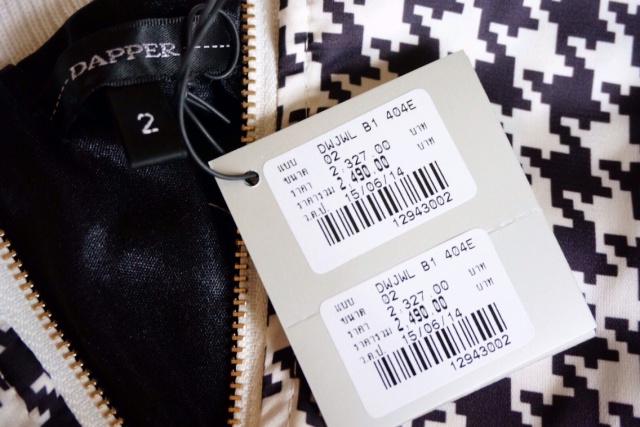 DAPPER
2
แบบ DWJWL B1 404E
ขนาด 02
ราคา 2,327.00 บาท
ราคารวม 2,490.00 บาท
ว.ด.ป. 15/06/14
12943002
แบบ DWJWL B1 404E
ขนาด 02
ราคา 2,327.00 บาท
ราคารวม 2,490.00 บาท
ว.ด.ป. 15/06/14
12943002